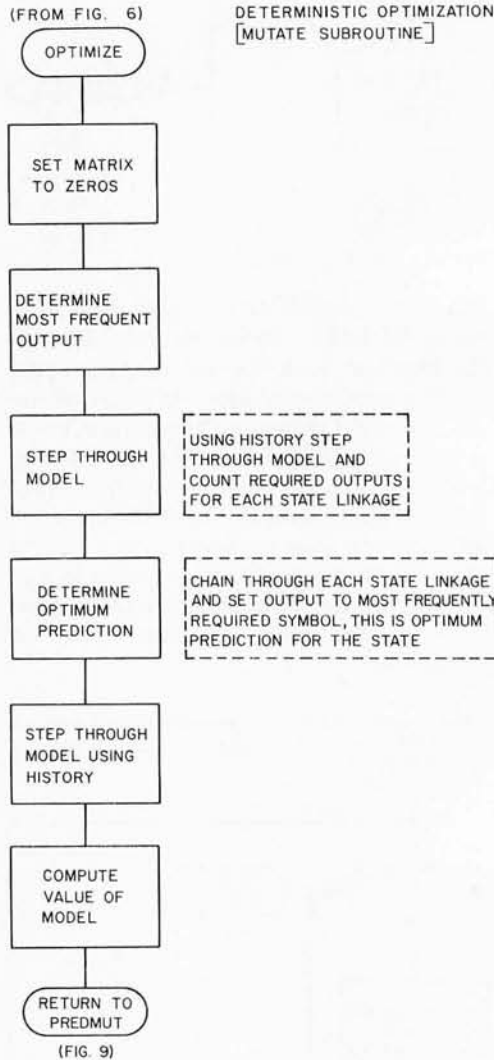 (FROM FIG. 6)
DETERMINISTIC OPTIMIZATION
[MUTATE SUBROUTINE]
OPTIMIZE
SET MATRIX
TO ZEROS
DETERMINE
MOST FREQUENT
OUTPUT
STEP THROUGH
MODEL
USING HISTORY STEP
THROUGH MODEL AND
COUNT REQUIRED OUTPUTS
FOR EACH STATE LINKAGE
DETERMINE
OPTIMUM
PREDICTION
CHAIN THROUGH EACH STATE LINKAGE
AND SET OUTPUT TO MOST FREQUENTLY
REQUIRED SYMBOL, THIS IS OPTIMUM
PREDICTION FOR THE STATE
STEP THROUGH
MODEL USING
HISTORY
COMPUTE
VALUE OF
MODEL
RETURN TO
PREDMUT
(FIG. 9)